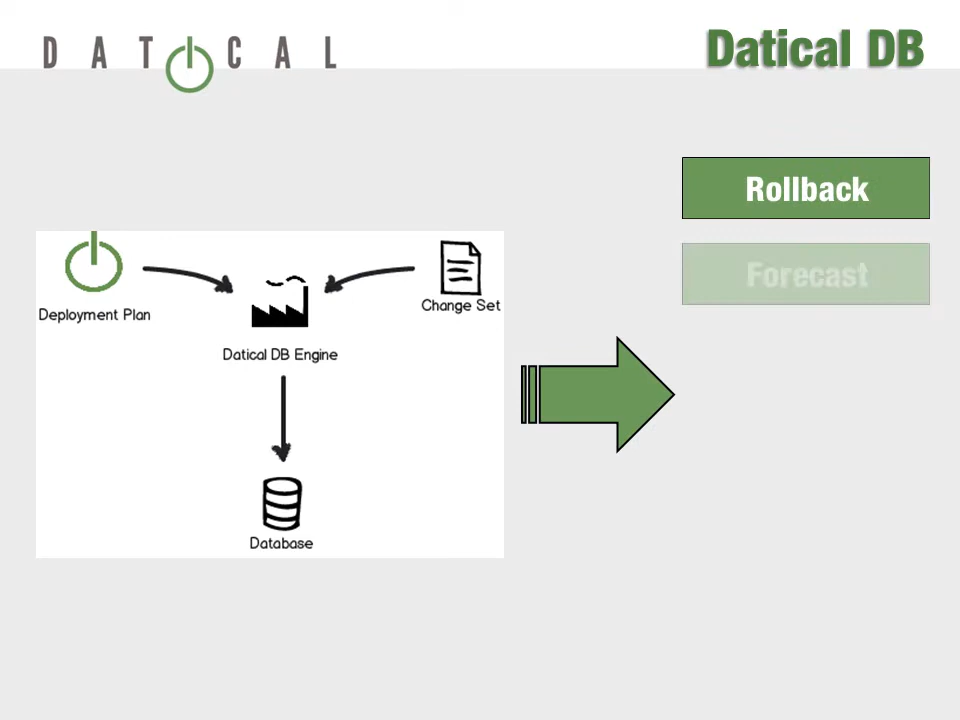 DATICAL
Datical DB
Rollback
Forecast
Deployment Plan
Change Set
Datical DB Engine
Database